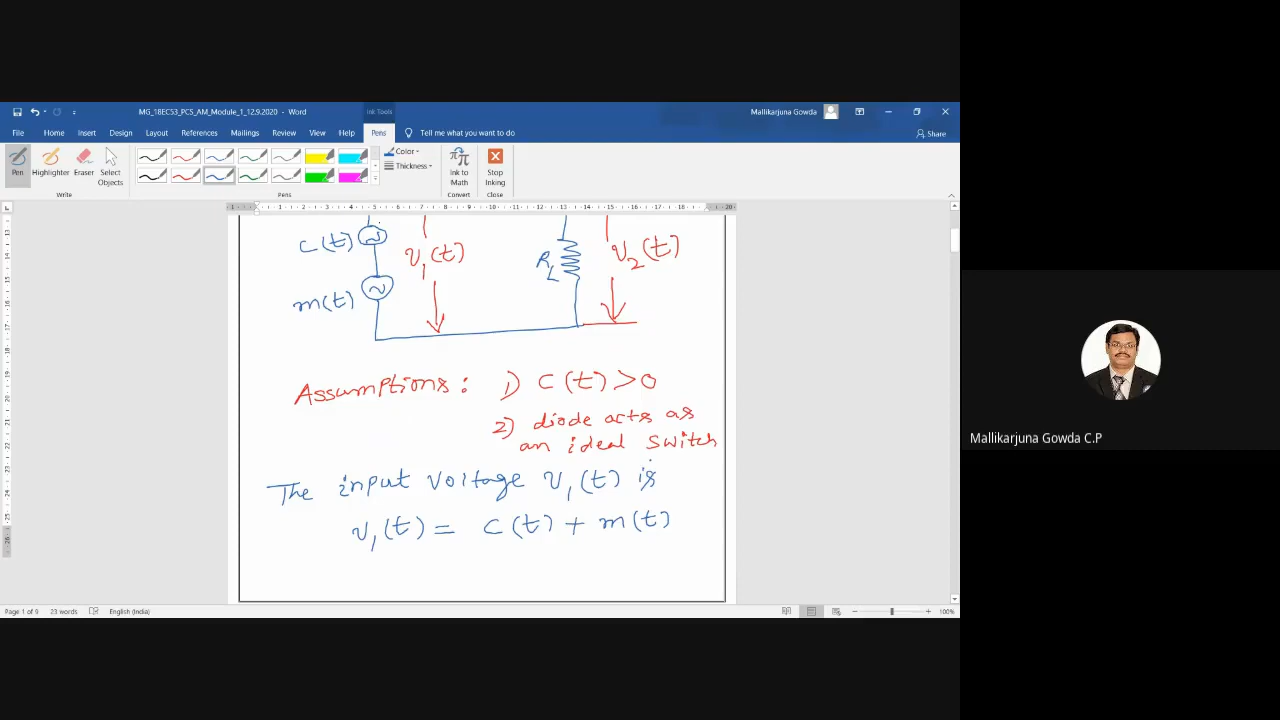 MG_18EC53_PCS_AM_Module_1_12.9.2020 - Word
Ink Tools
Mallikarjuna Gowda
File Home Insert Design Layout References Mailings Review View Help Pens Tell me what you want to do
Share
Pen Highlighter Eraser Select Objects
Color
Thickness
Ink to Math
Stop Inking
Write Pens Convert Close
c(t)
v₁(t)
R_L
v₂(t)
m(t)
Assumptions: 1) c(t) > 0
2) diode acts as
an ideal switch
The input voltage v₁(t) is
v₁(t) = c(t) + m(t)
Mallikarjuna Gowda C.P
Page 1 of 9 23 words English (India) 100%